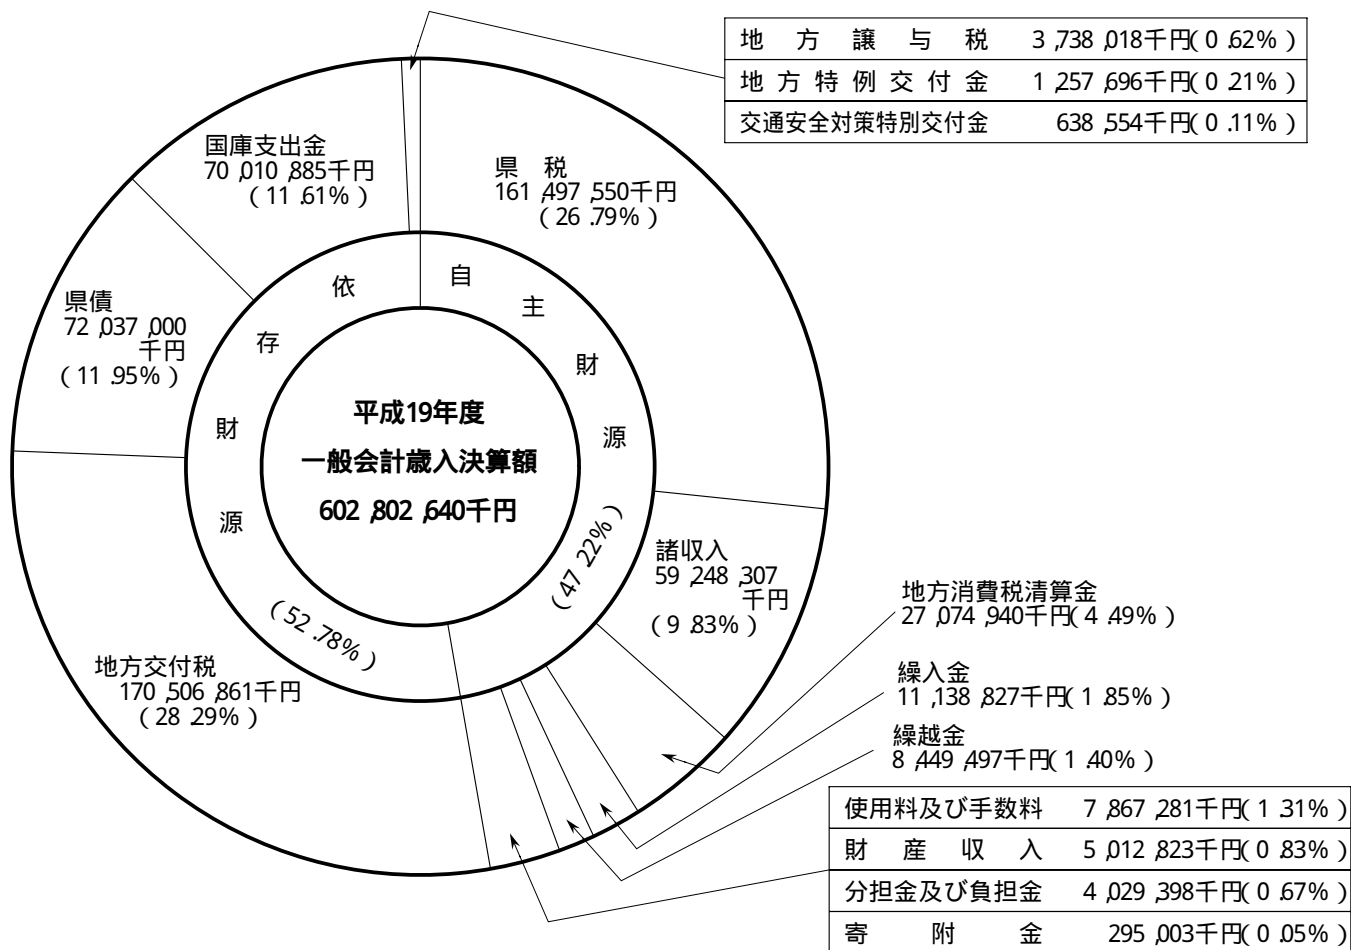 地方譲与税 3,738,018千円(0.62%)
地方特例交付金 1,257,696千円(0.21%)
交通安全対策特別交付金 638,554千円(0.11%)
国庫支出金
70,010,885千円
(11.61%)
県税
161,497,550千円
(26.79%)
県債
72,037,000
千円
(11.95%)
依存財源
(52.78%)
自主財源
(47.22%)
平成19年度
一般会計歳入決算額
602,802,640千円
諸収入
59,248,307
千円
(9.83%)
地方消費税清算金
27,074,940千円(4.49%)
繰入金
11,138,827千円(1.85%)
繰越金
8,449,497千円(1.40%)
地方交付税
170,506,861千円
(28.29%)
使用料及び手数料 7,867,281千円(1.31%)
財産収入 5,012,823千円(0.83%)
分担金及び負担金 4,029,398千円(0.67%)
寄附金 295,003千円(0.05%)